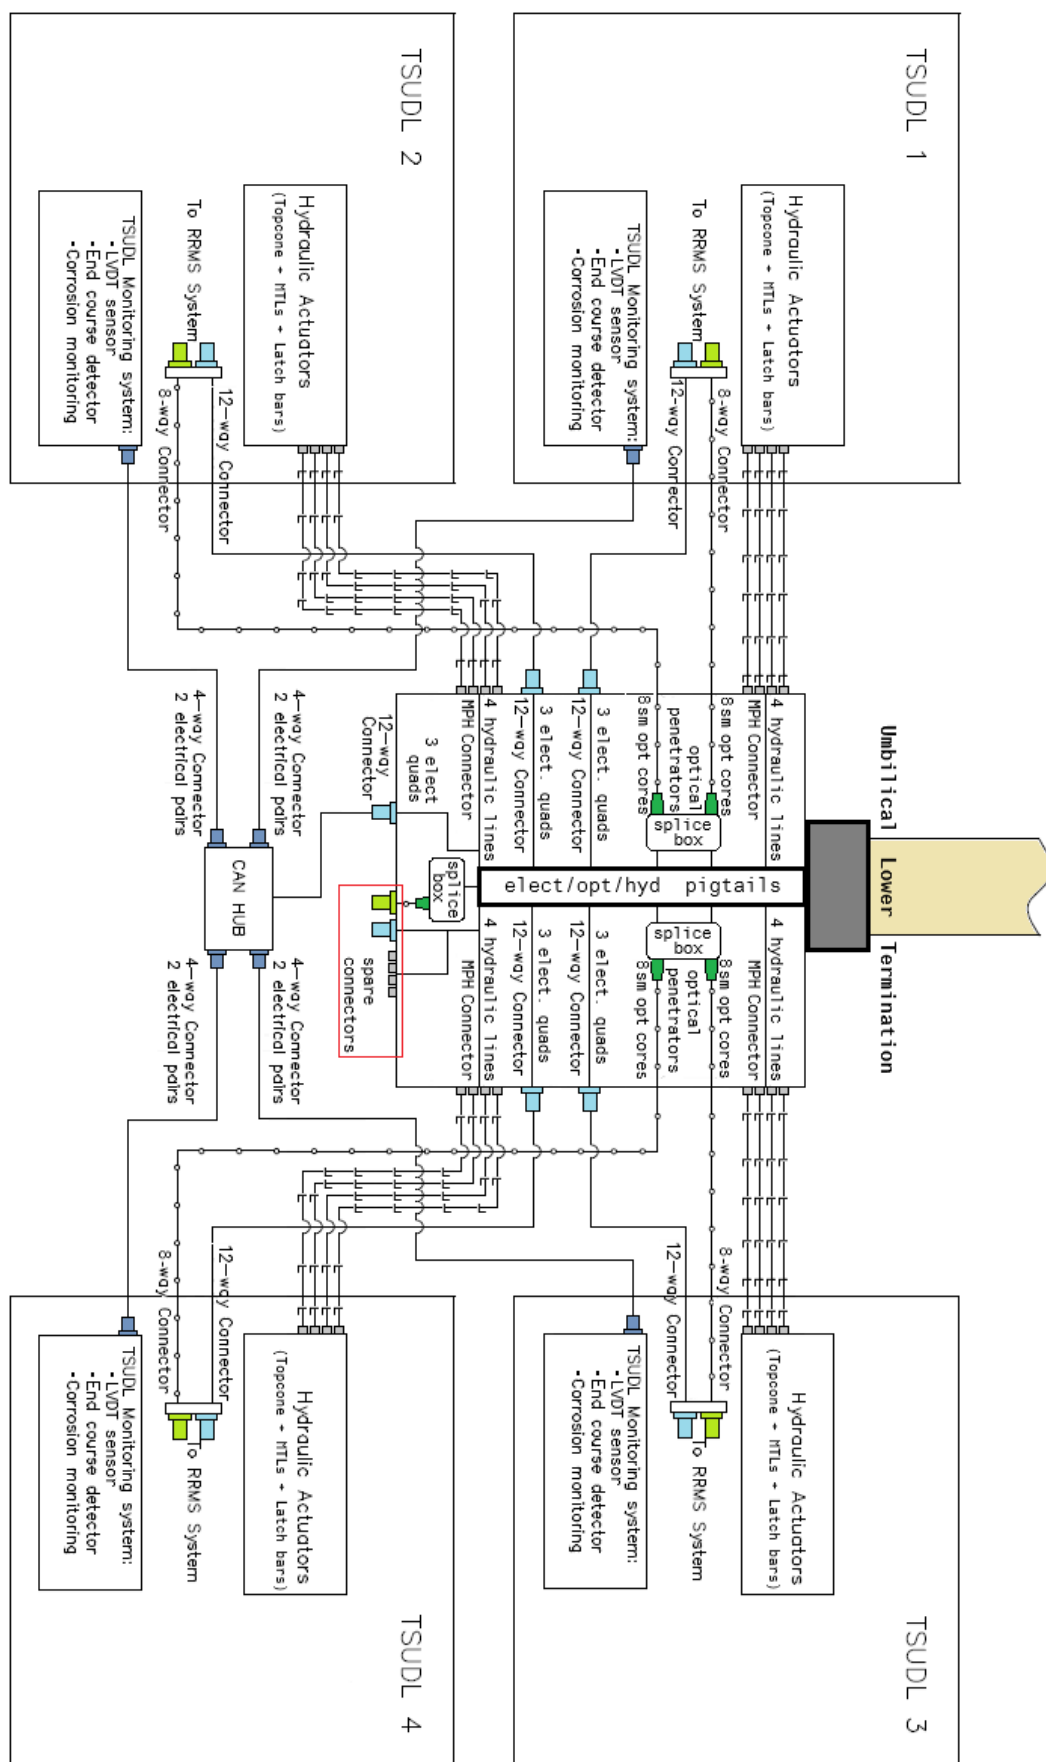 Umbilical Lower Termination
TSUDL 1
Hydraulic Actuators
(Topcone + MTLs + Latch bars)
To RRMS System
8-way Connector
12-way Connector
TSUDL Monitoring system:
-LVDT sensor
-End course detector
-Corrosion monitoring
TSUDL 2
Hydraulic Actuators
(Topcone + MTLs + Latch bars)
To RRMS System
12-way Connector
8-way Connector
TSUDL Monitoring system:
-LVDT sensor
-End course detector
-Corrosion monitoring
4 hydraulic lines
MPH Connector
8sm opt cores
optical
penetrators
8sm opt cores
3 elect. quads
12-way Connector
3 elect. quads
12-way Connector
4 hydraulic lines
MPH Connector
3 elect
quads
12-way
Connector
splice
box
elect/opt/hyd pigtails
splice
box
splice
box
4 hydraulic lines
MPH Connector
8sm opt cores
optical
penetrators
8sm opt cores
3 elect. quads
12-way Connector
3 elect. quads
12-way Connector
4 hydraulic lines
MPH Connector
spare
connectors
4-way Connector
2 electrical pairs
4-way Connector
2 electrical pairs
CAN HUB
4-way Connector
2 electrical pairs
4-way Connector
2 electrical pairs
TSUDL 3
Hydraulic Actuators
(Topcone + MTLs + Latch bars)
8-way Connector
12-way Connector
To RRMS System
TSUDL Monitoring system:
-LVDT sensor
-End course detector
-Corrosion monitoring
TSUDL 4
Hydraulic Actuators
(Topcone + MTLs + Latch bars)
12-way Connector
8-way Connector
To RRMS System
TSUDL Monitoring system:
-LVDT sensor
-End course detector
-Corrosion monitoring